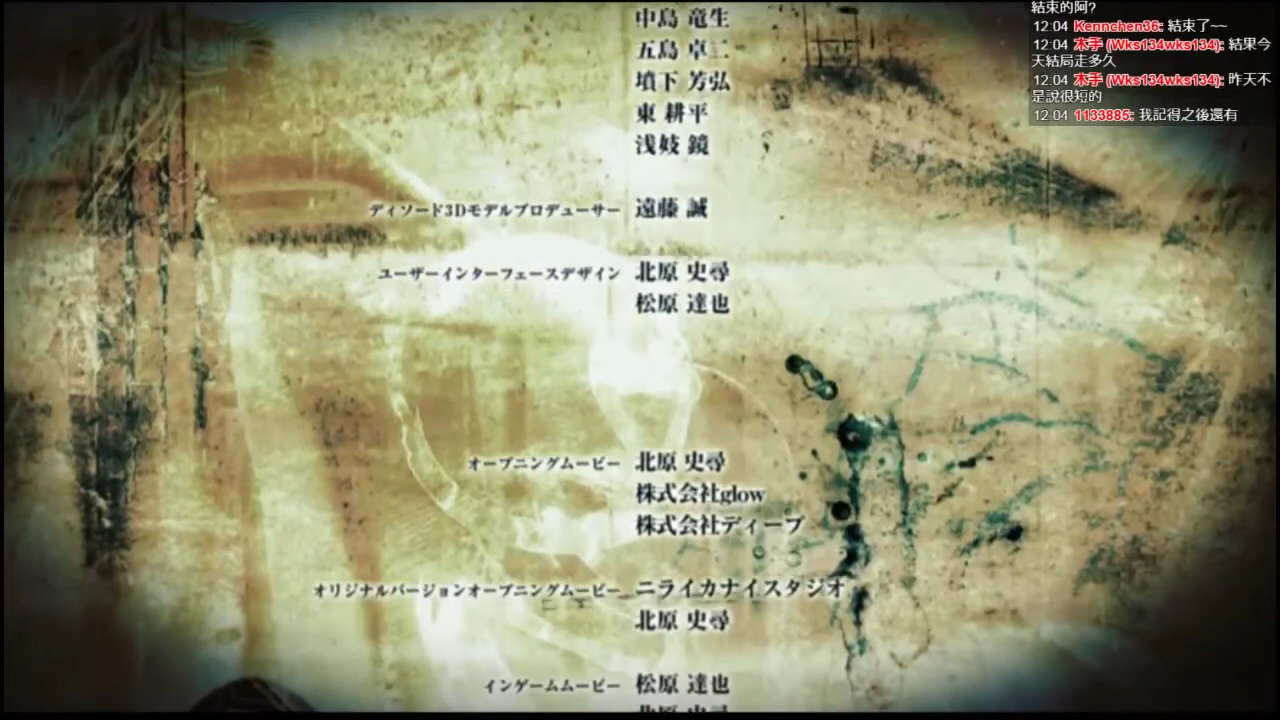 中島 竜生
五島 卓二
墳下 芳弘
東 耕平
浅妓 鏡
ディソード3Dモデルプロデューサー 遠藤 誠
ユーザーインターフェースデザイン 北原 史尋
松原 達也
オープニングムービー 北原 史尋
株式会社glow
株式会社ディープ
オリジナルバージョンオープニングムービー ニライカナイスタジオ
北原 史尋
インゲームムービー 松原 達也
結束的阿?
12:04 Kennchen36: 結束了~~
12:04 木手 (Wks134wks134): 結果今
天結局走多久
12:04 木手 (Wks134wks134): 昨天不
是說很短的
12:04 1133885: 我記得之後還有